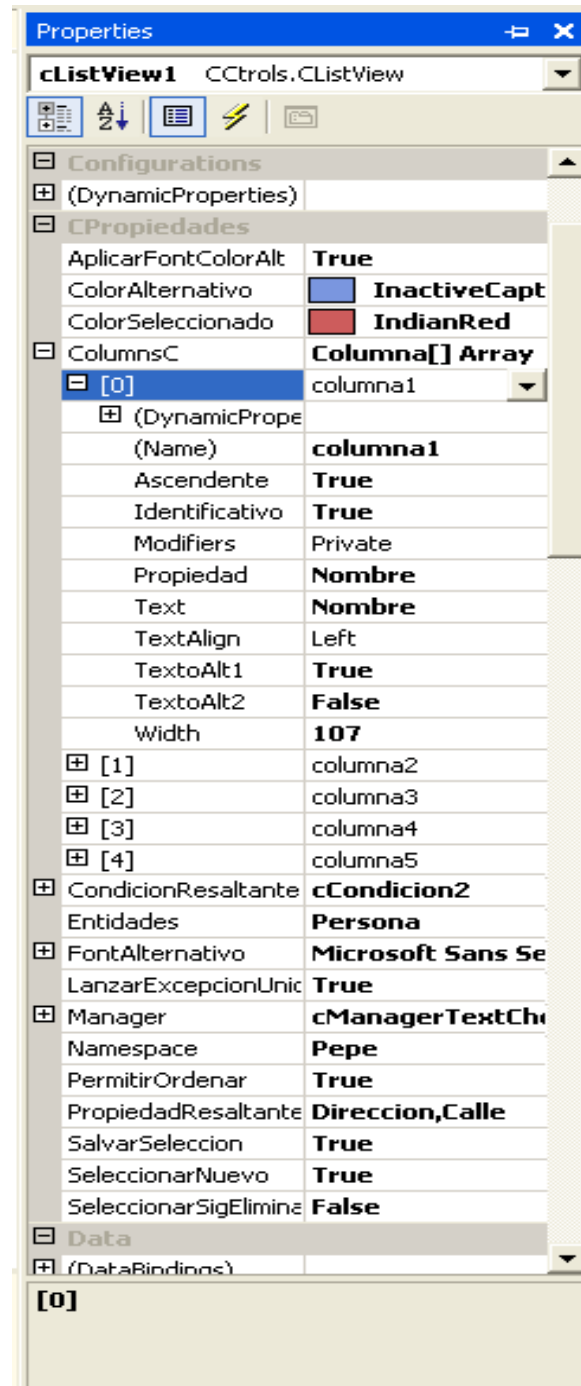 Properties
cListView1 CCtrols.CListView
Configurations
(DynamicProperties)
CPropiedades
AplicarFontColorAlt True
ColorAlternativo InactiveCapt
ColorSeleccionado IndianRed
ColumnsC Columna[] Array
[0] columna1
(DynamicPrope
(Name) columna1
Ascendente True
Identificativo True
Modifiers Private
Propiedad Nombre
Text Nombre
TextAlign Left
TextoAlt1 True
TextoAlt2 False
Width 107
[1] columna2
[2] columna3
[3] columna4
[4] columna5
CondicionResaltante cCondicion2
Entidades Persona
FontAlternativo Microsoft Sans Se
LanzarExcepcionUnic True
Manager cManagerTextCh
Namespace Pepe
PermitirOrdenar True
PropiedadResaltante Direccion,Calle
SalvarSeleccion True
SeleccionarNuevo True
SeleccionarSigElimina False
Data
(DataBindings)
[0]